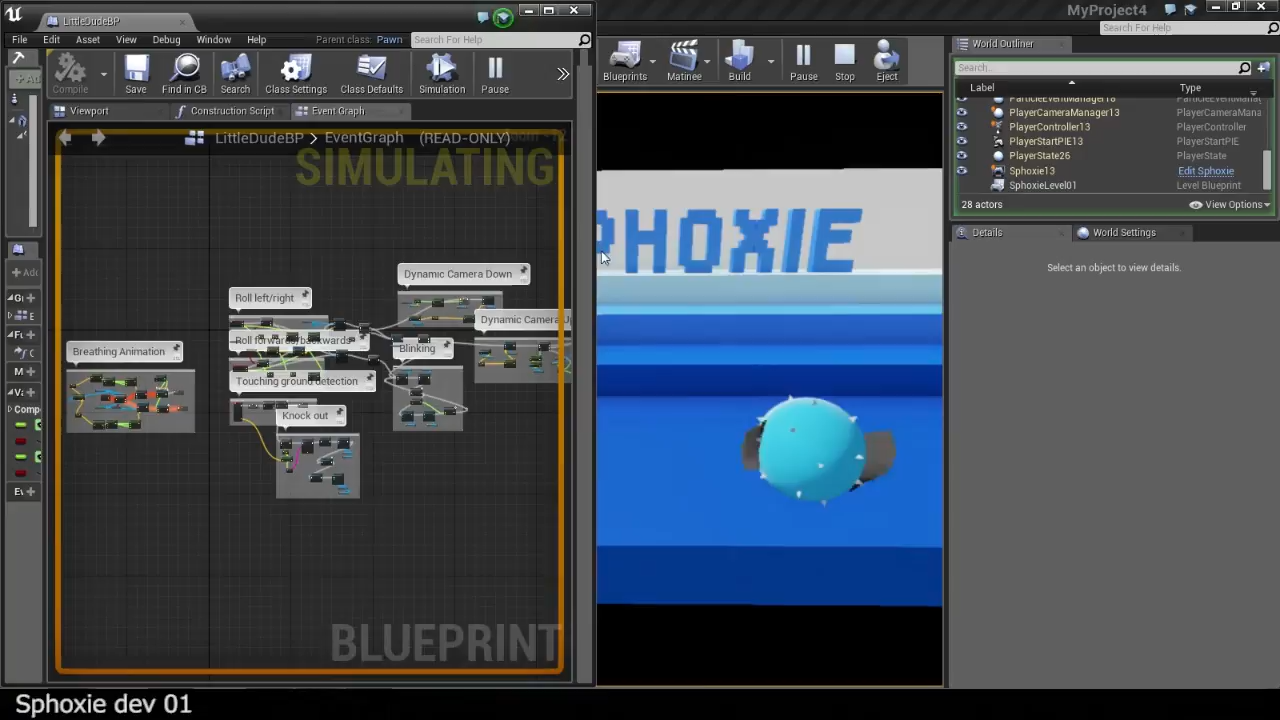 LittleDudeBP
MyProject4
File Edit Asset View Debug Window Help
Parent class: Pawn
Search For Help
Search For Help
Compile Save Find in CB Search Class Settings Class Defaults Simulation Pause
Blueprints Matinee Build Pause Stop Eject
World Outliner
Search...
Label Type
ParticleEventManager18
PlayerCameraManager13 PlayerCameraMana
PlayerController13 PlayerController
PlayerStartPIE13 PlayerStartPIE
PlayerState26 PlayerState
Sphoxie13 Edit Sphoxie
SphoxieLevel01 Level Blueprint
28 actors View Options
Details World Settings
Select an object to view details.
Viewport Construction Script Event Graph
LittleDudeBP > EventGraph (READ-ONLY)
SIMULATING
Dynamic Camera Down
Roll left/right
Dynamic Camera U
Roll forwards/backwards
Blinking
Breathing Animation
Touching ground detection
Knock out
BLUEPRINT
PHOXIE
Sphoxie dev 01